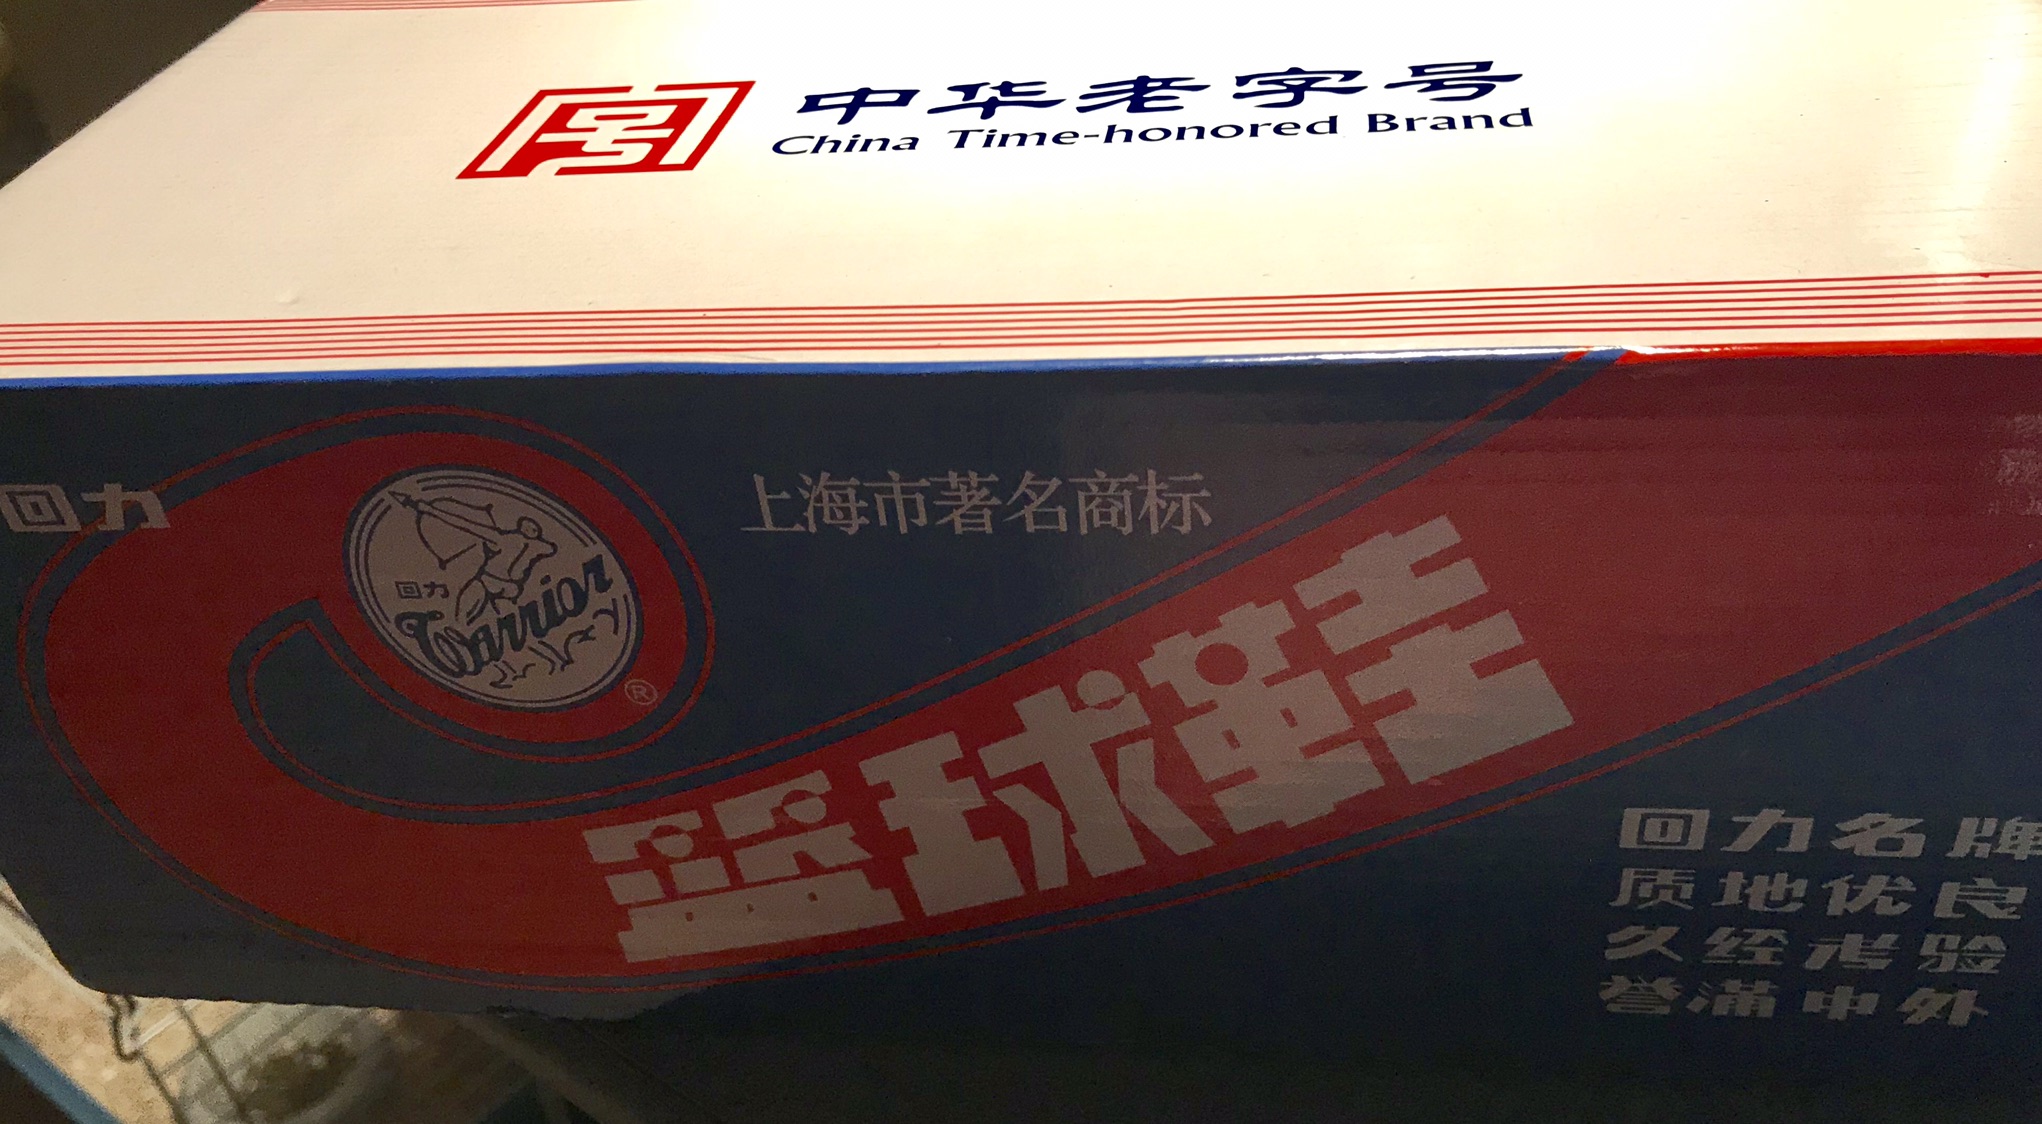 中华老字号
China Time-honored Brand
回力
上海市著名商标
回力
Warrior
®
篮球鞋
回力名牌
质地优良
久经考验
誉满中外